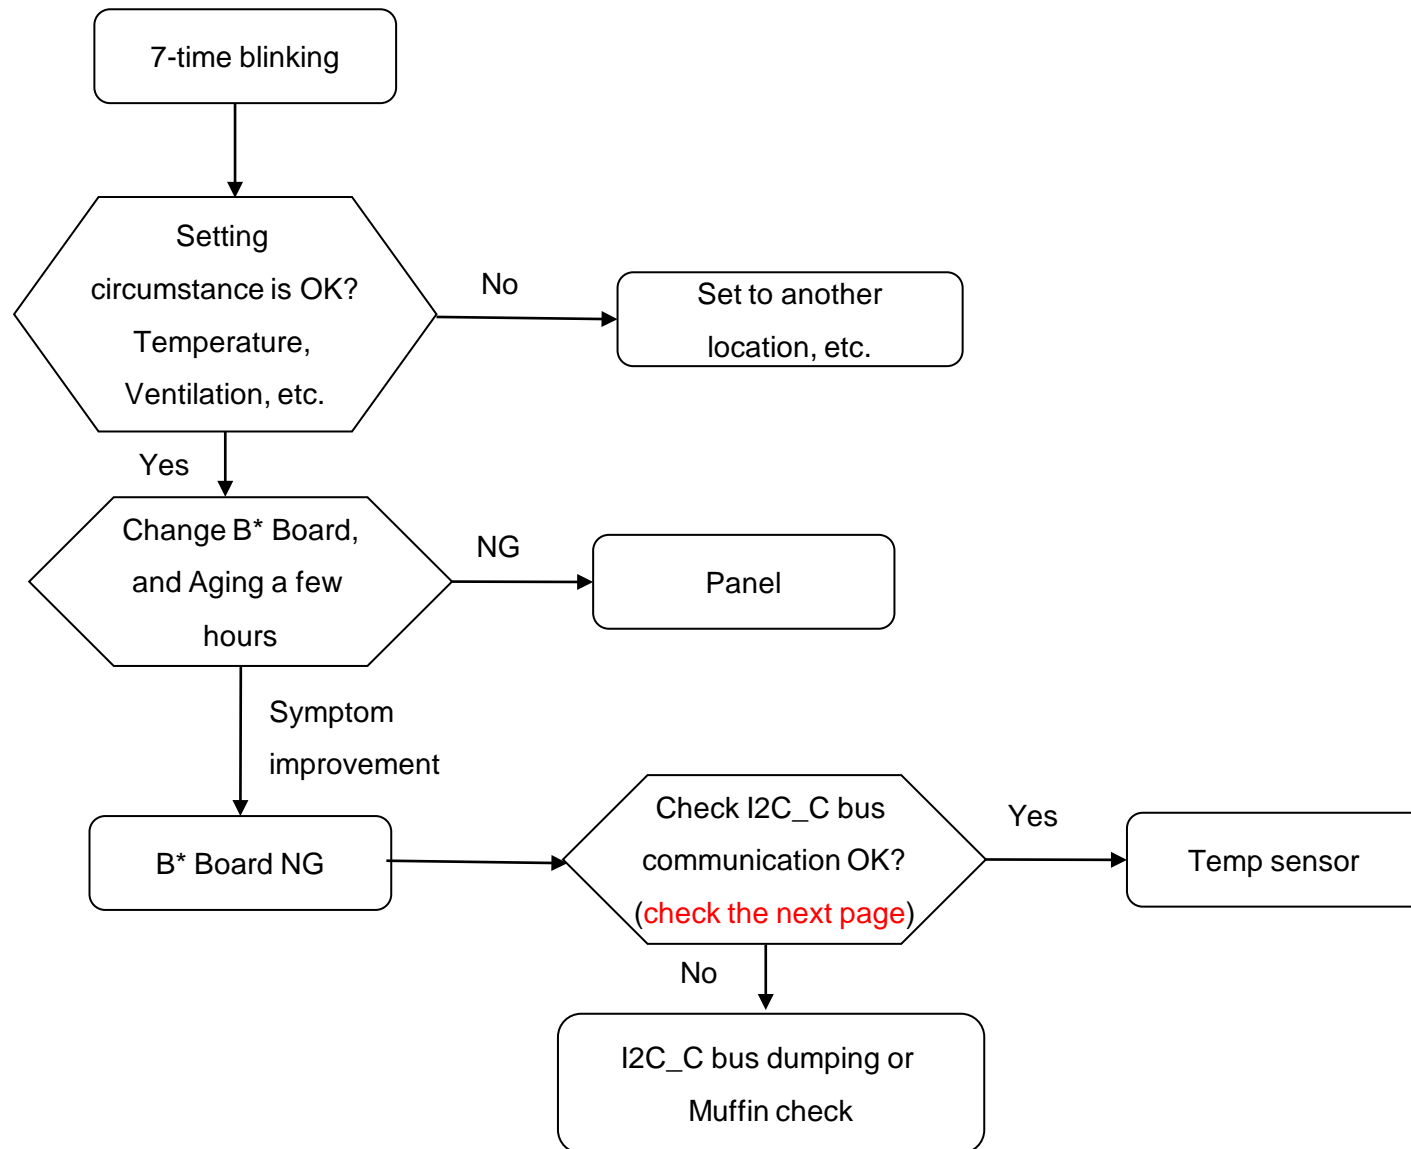 7-time blinking
Setting
circumstance is OK?
Temperature,
Ventilation, etc.
No
Set to another
location, etc.
Yes
Change B* Board,
and Aging a few
hours
NG
Panel
Symptom
improvement
B* Board NG
Check I2C_C bus
communication OK?
(check the next page)
Yes
Temp sensor
No
I2C_C bus dumping or
Muffin check